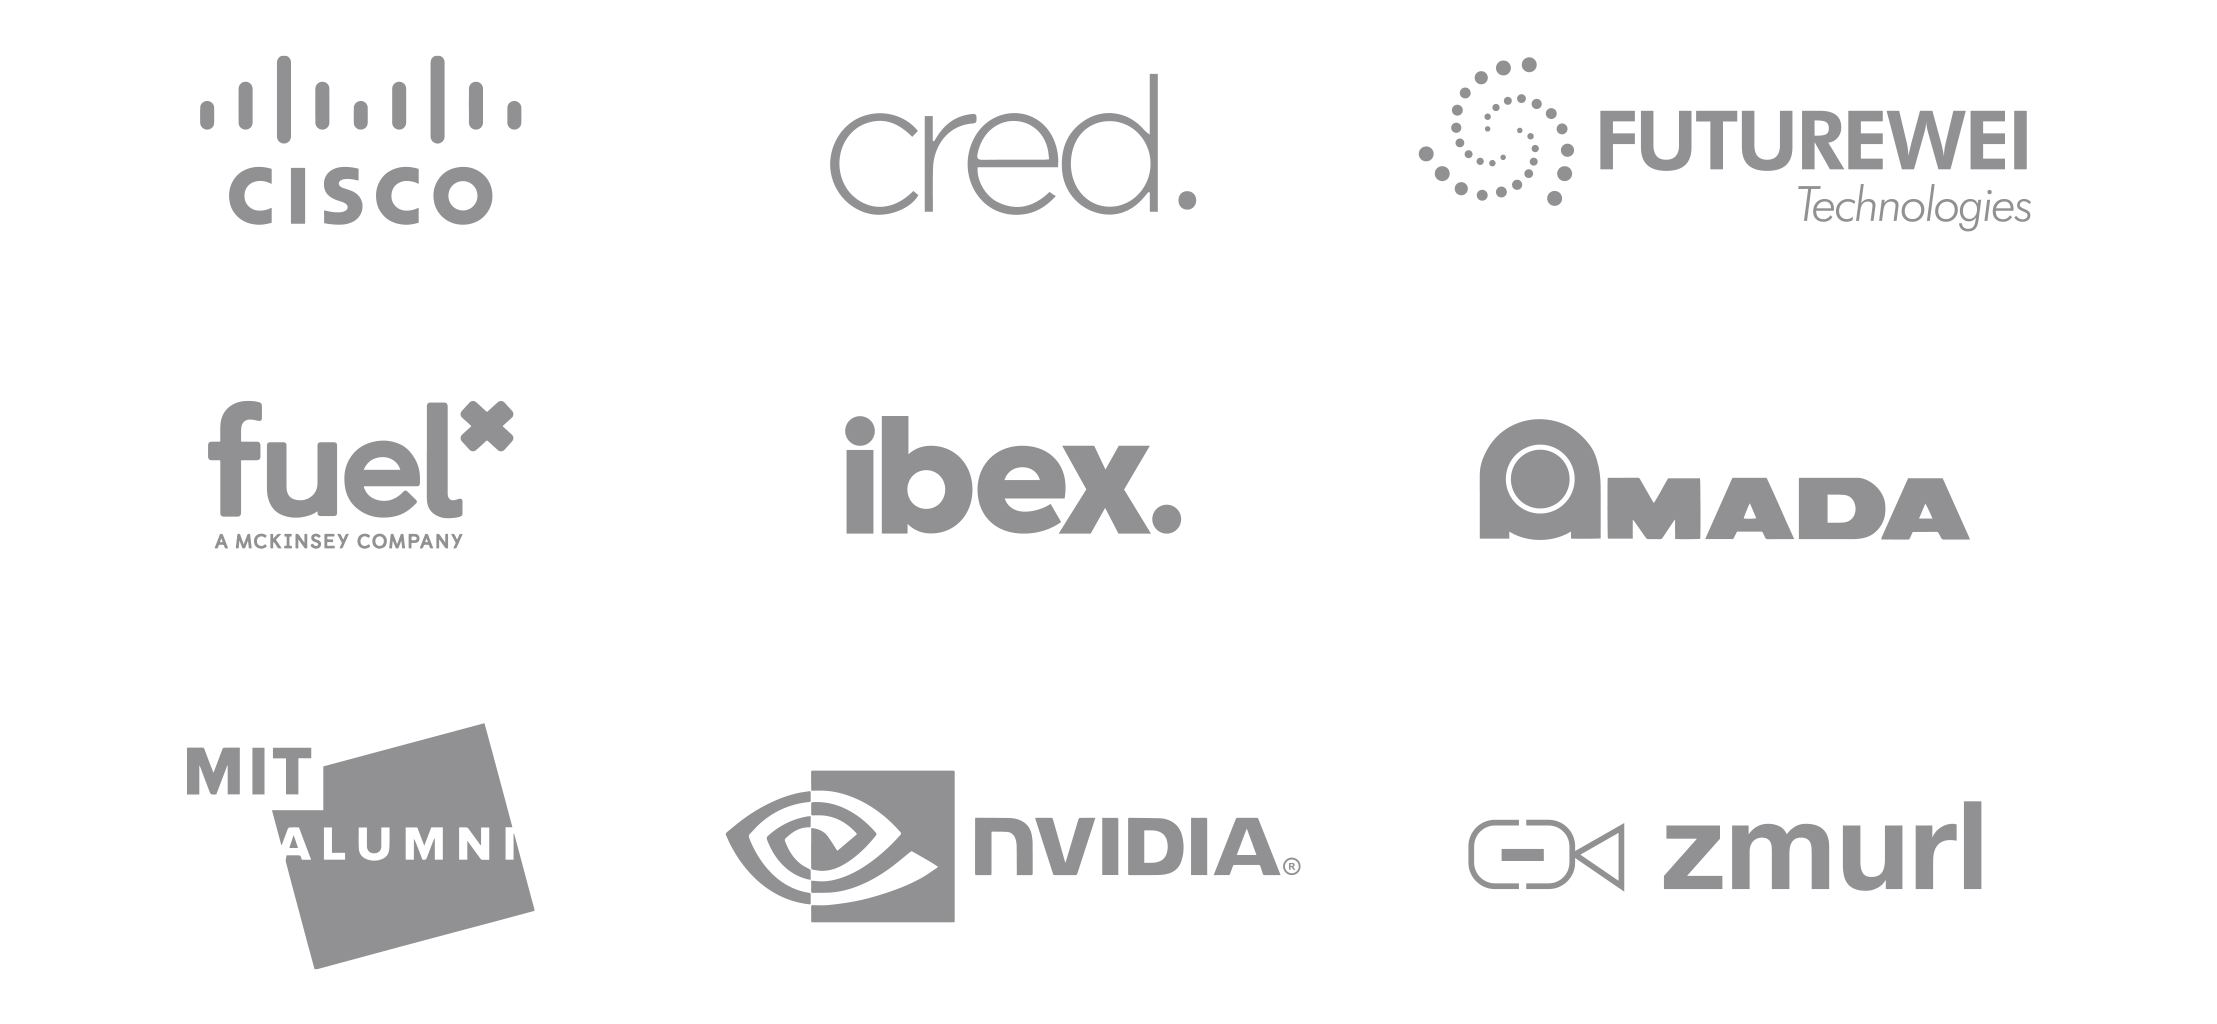 CISCO
cred.
FUTUREWEI
Technologies
fuel
A MCKINSEY COMPANY
ibex.
AMADA
MIT
ALUMNI
NVIDIA®
zmurl